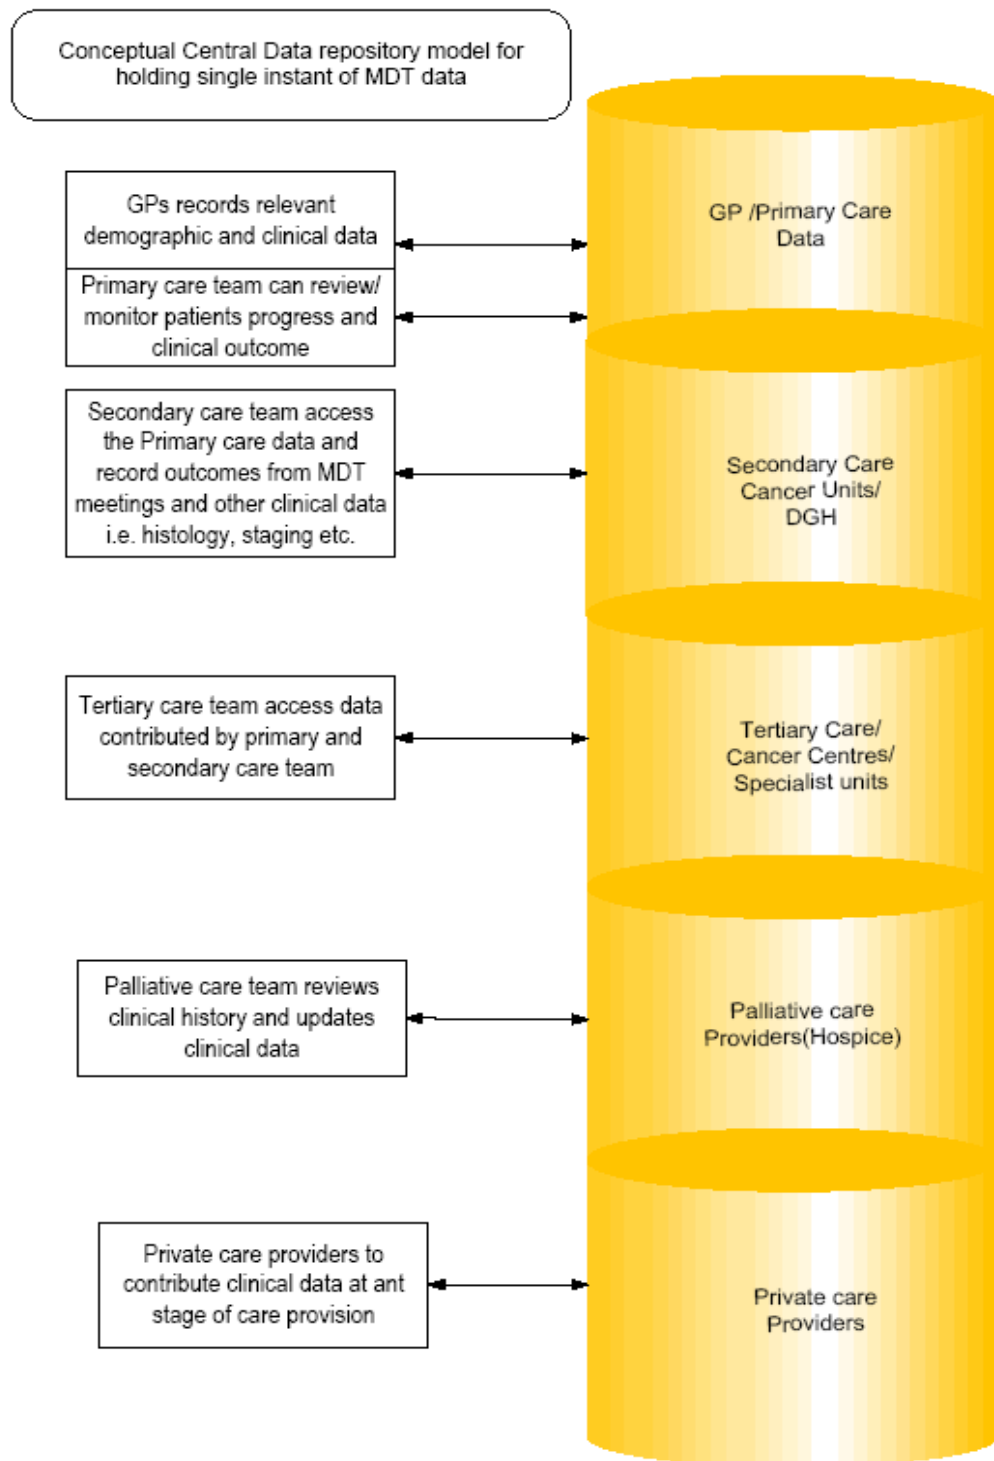 Conceptual Central Data repository model for
holding single instant of MDT data
GPs records relevant
demographic and clinical data
GP /Primary Care
Data
Primary care team can review/
monitor patients progress and
clinical outcome
Secondary care team access
the Primary care data and
record outcomes from MDT
meetings and other clinical data
i.e. histology, staging etc.
Secondary Care
Cancer Units/
DGH
Tertiary care team access data
contributed by primary and
secondary care team
Tertiary Care/
Cancer Centres/
Specialist units
Palliative care team reviews
clinical history and updates
clinical data
Palliative care
Providers(Hospice)
Private care providers to
contribute clinical data at ant
stage of care provision
Private care
Providers